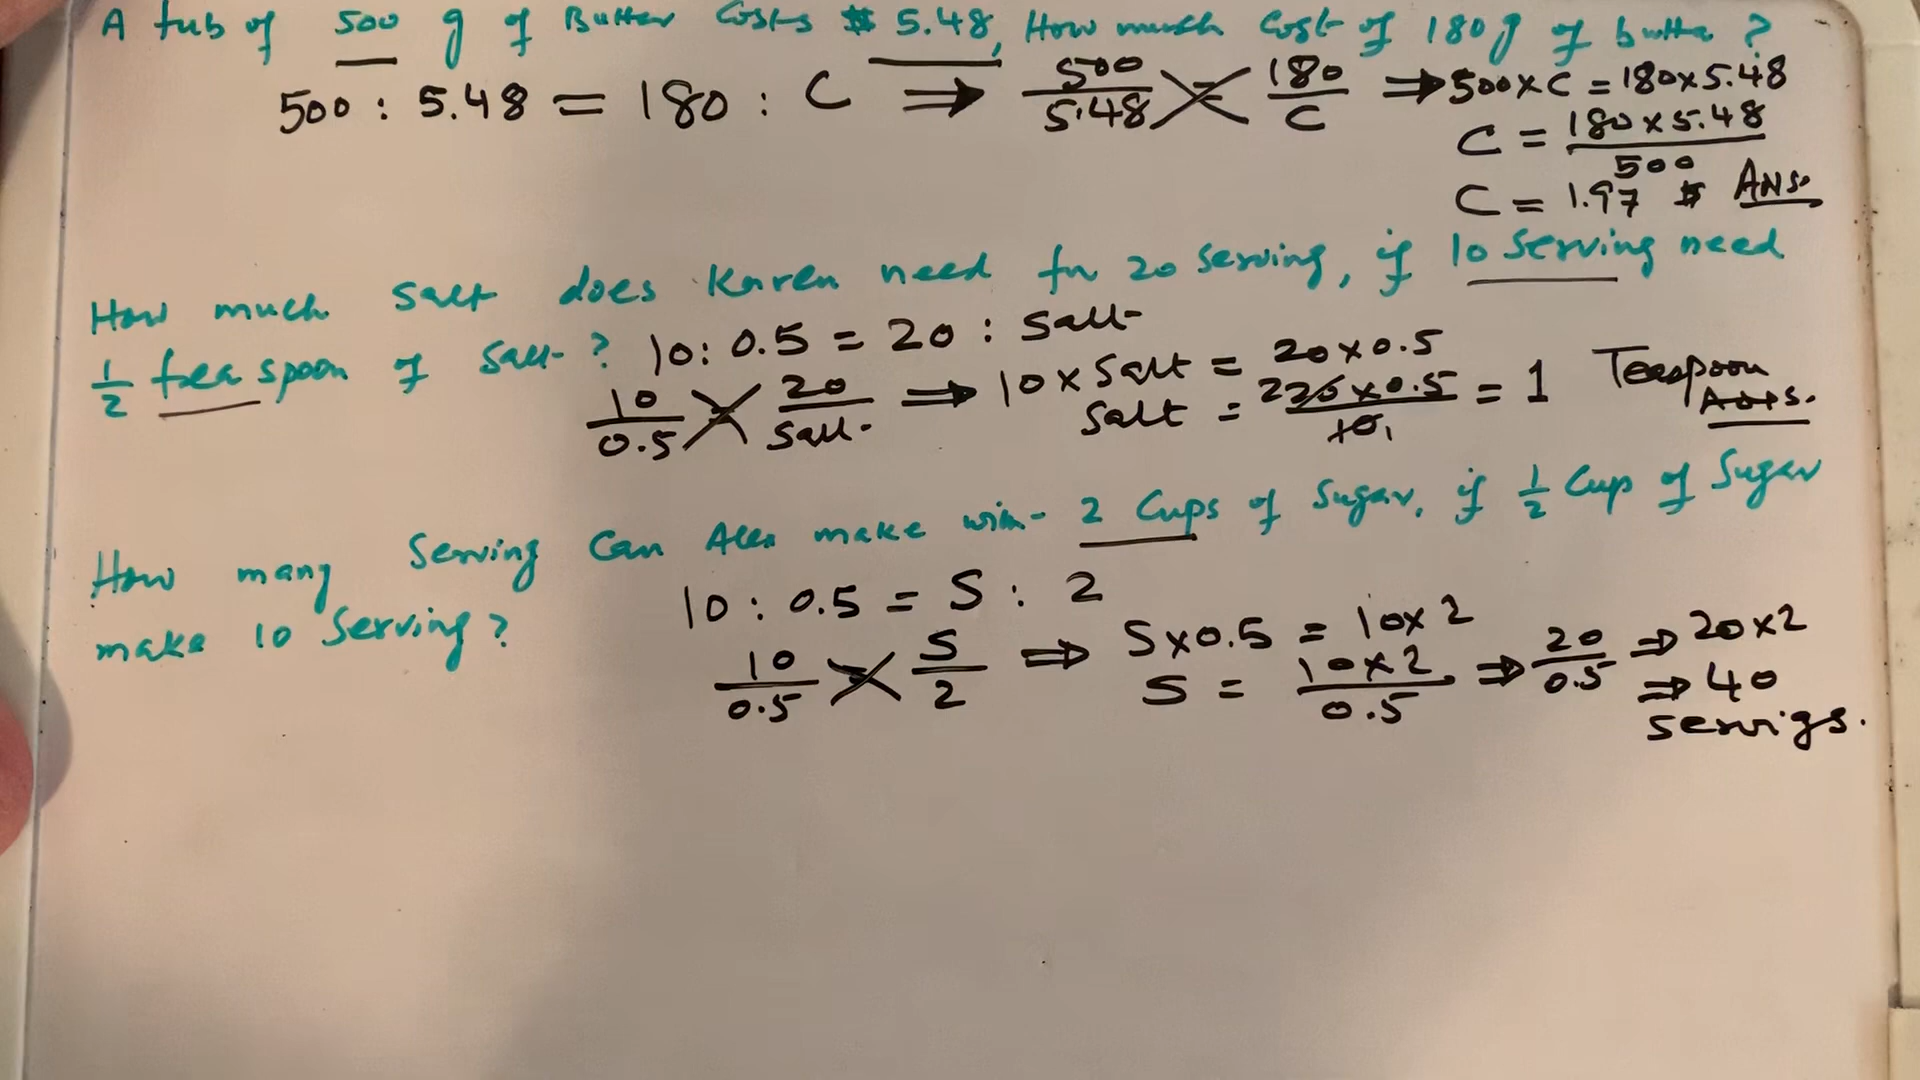 A tub of 500 g of Butter Costs $ 5.48, How much Cost of 180 g of butter ?
500 : 5.48 = 180 : C ⇒ 500/5.48 = 180/C ⇒ 500 x C = 180 x 5.48
C = 180 x 5.48 / 500
C = 1.97 $ Ans.
How much Salt does Karen need for 20 Serving, if 10 Serving need
1/2 tea spoon of Salt ? 10 : 0.5 = 20 : Salt
10/0.5 = 20/Salt ⇒ 10 x Salt = 20 x 0.5
Salt = 20 x 0.5 / 10 = 1 Teaspoon Ans.
How many Serving Can Alex make with 2 Cups of Sugar, if 1/2 Cup of Sugar
make 10 Serving ? 10 : 0.5 = S : 2
10/0.5 = S/2 ⇒ S x 0.5 = 10 x 2
S = 10 x 2 / 0.5 ⇒ 20/0.5 ⇒ 20 x 2
⇒ 40
servigs.